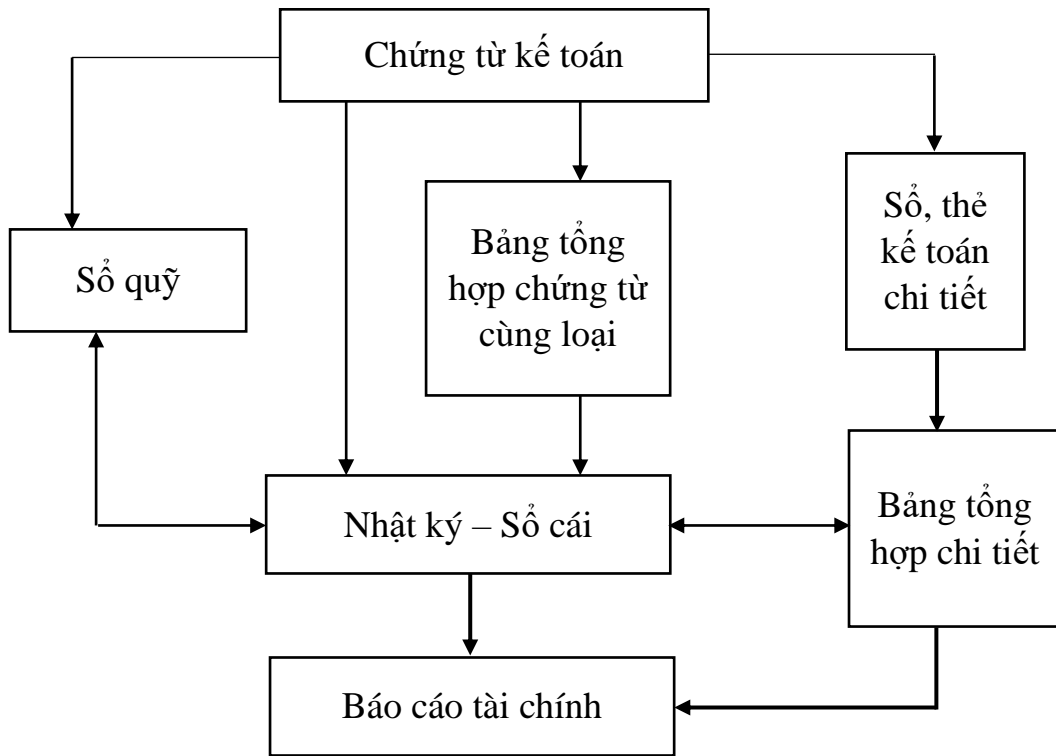 Chứng từ kế toán
Sổ quỹ
Bảng tổng
hợp chứng từ
cùng loại
Sổ, thẻ
kế toán
chi tiết
Nhật ký – Sổ cái
Bảng tổng
hợp chi tiết
Báo cáo tài chính